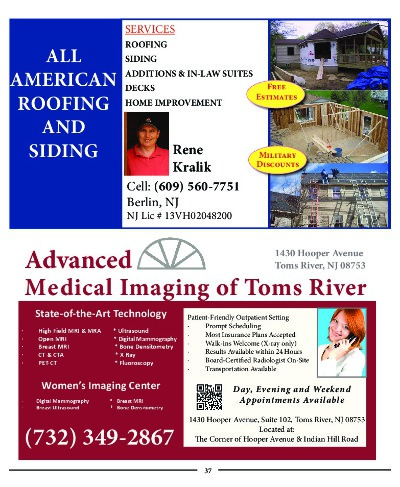 ALL
AMERICAN
ROOFING
AND
SIDING
SERVICES
ROOFING
SIDING
ADDITIONS & IN-LAW SUITES
DECKS
HOME IMPROVEMENT
Rene
Kralik
Cell: (609) 560-7751
Berlin, NJ
NJ Lic # 13VH02048200
FREE
ESTIMATES
MILITARY
DISCOUNTS
Advanced
1430 Hooper Avenue
Toms River, NJ 08753
Medical Imaging of Toms River
State-of-the-Art Technology
· High Field MRI & MRA * Ultrasound
· Open MRI * Digital Mammography
· Breast MRI * Bone Densitometry
· CT & CTA * X Ray
· PET-CT * Fluoroscopy
Women's Imaging Center
· Digital Mammography * Breast MRI
· Breast Ultrasound * Bone Densiometry
(732) 349-2867
Patient-Friendly Outpatient Setting
· Prompt Scheduling
· Most Insurance Plans Accepted
· Walk-Ins Welcome (X-ray only)
· Results Available within 24 Hours
· Board-Certified Radiologist On-Site
· Transportation Available
Day, Evening and Weekend
Appointments Available
1430 Hooper Avenue, Suite 102, Toms River, NJ 08753
Located at:
The Corner of Hooper Avenue & Indian Hill Road
37